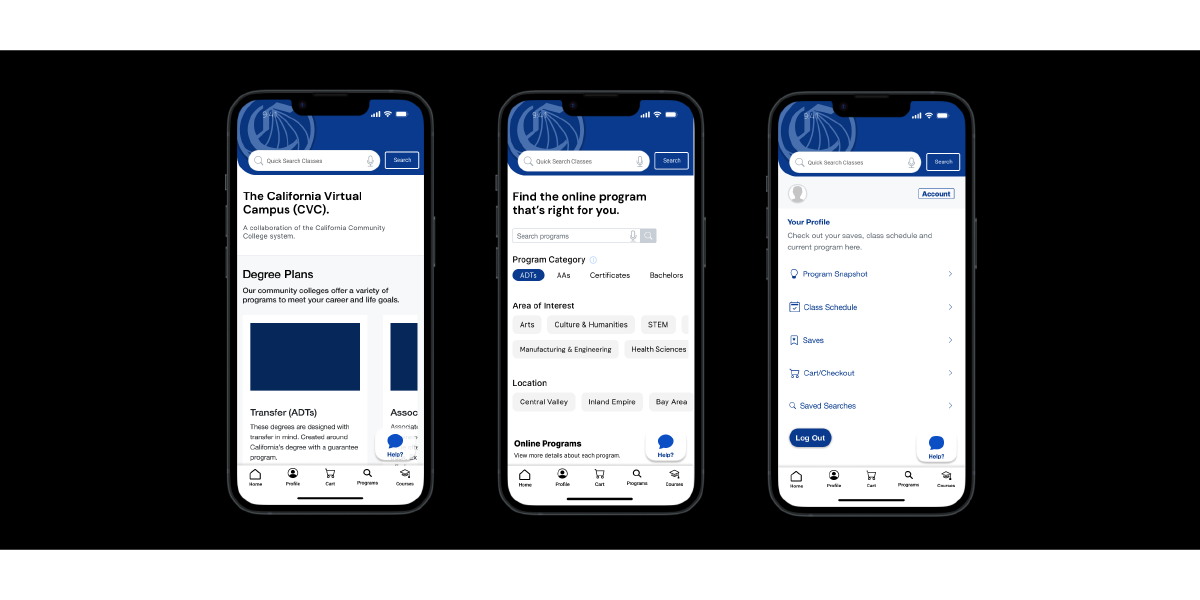 9:41
Quick Search Classes
Search
The California Virtual
Campus (CVC).
A collaboration of the California Community
College system.
Degree Plans
Our community colleges offer a variety of
programs to meet your career and life goals.
Transfer (ADTs)
These degrees are designed with
transfer in mind. Created around
California's degree with a guarantee
program.
Assoc
Associate
Help?
Home
Profile
Cart
Programs
Courses
9:41
Quick Search Classes
Search
Find the online program
that's right for you.
Search programs
Program Category
ADTs
AAs
Certificates
Bachelors
Area of Interest
Arts
Culture & Humanities
STEM
Manufacturing & Engineering
Health Sciences
Location
Central Valley
Inland Empire
Bay Area
Online Programs
View more details about each program.
Help?
Home
Profile
Cart
Programs
Courses
9:41
Quick Search Classes
Search
Account
Your Profile
Check out your saves, class schedule and
current program here.
Program Snapshot
Class Schedule
Saves
Cart/Checkout
Saved Searches
Log Out
Help?
Home
Profile
Cart
Programs
Courses